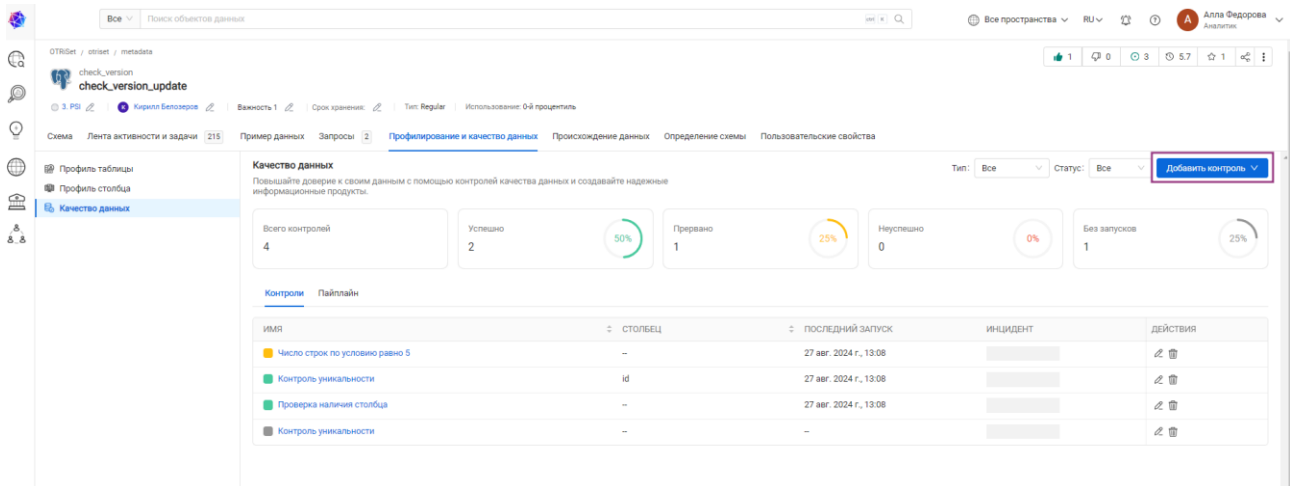 Все Поиск объектов данных Все пространства RU А Алла Федорова
Аналитик
OTRiSet / otriset / metadata
check_version
check_version_update
1 0 3 5.7 1
3. PSI К Кирилл Белозеров Важность 1 Срок хранения: Тип: Regular Использование: 0-й процентиль
Схема Лента активности и задачи 215 Пример данных Запросы 2 Профилирование и качество данных Происхождение данных Определение схемы Пользовательские свойства
Профиль таблицы
Профиль столбца
Качество данных
Качество данных
Повышайте доверие к своим данным с помощью контролей качества данных и создавайте надежные
информационные продукты.
Тип: Все Статус: Все Добавить контроль
Всего контролей
4
Успешно
2
50%
Прервано
1
25%
Неуспешно
0
0%
Без запусков
1
25%
Контроли Пайплайн
ИМЯ СТОЛБЕЦ ПОСЛЕДНИЙ ЗАПУСК ИНЦИДЕНТ ДЕЙСТВИЯ
Число строк по условию равно 5 -- 27 авг. 2024 г., 13:08
Контроль уникальности id 27 авг. 2024 г., 13:08
Проверка наличия столбца -- 27 авг. 2024 г., 13:08
Контроль уникальности -- --